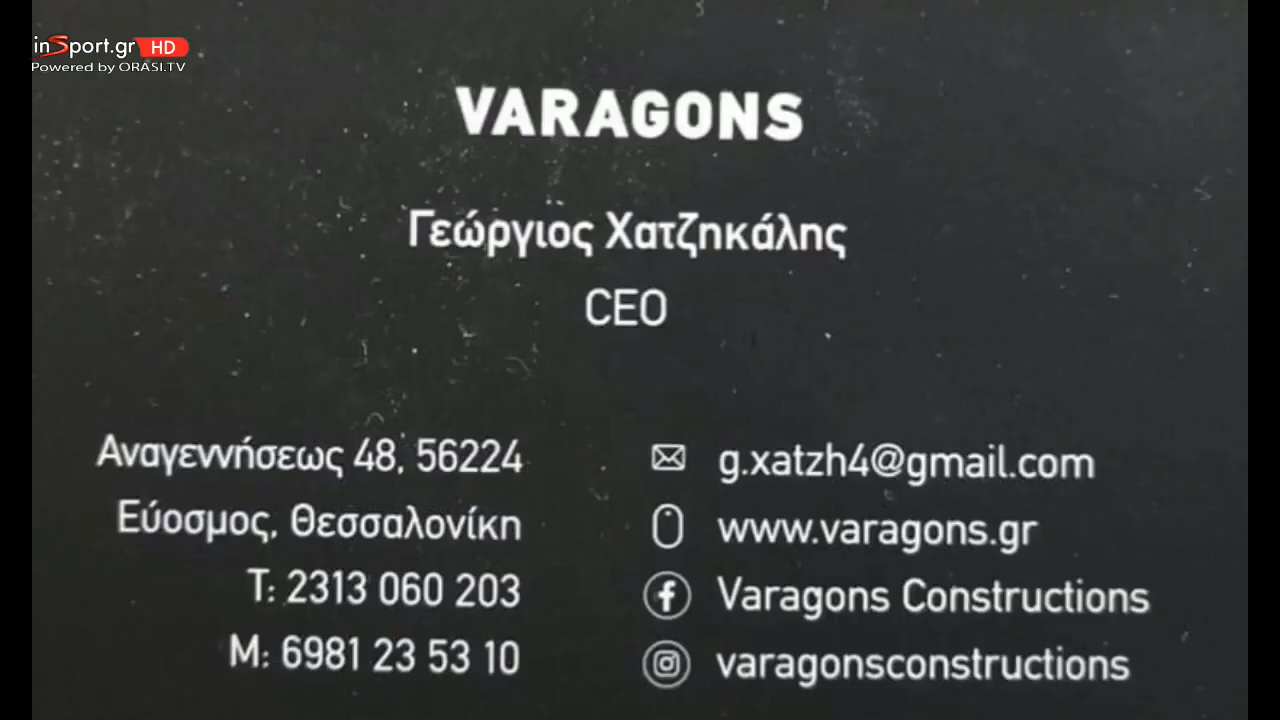 inSport.gr HD
Powered by ORASI.TV
VARAGONS
Γεώργιος Χατζηκάλης
CEO
Αναγεννήσεως 48, 56224
Εύοσμος, Θεσσαλονίκη
T: 2313 060 203
M: 6981 23 53 10
g.xatzh4@gmail.com
www.varagons.gr
Varagons Constructions
varagonsconstructions